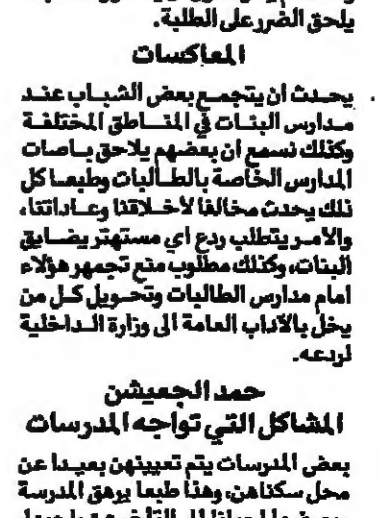 يلحق الضرر على الطلبة.
المعاكسات
يحدث ان يتجمع بعض الشباب عند
مدارس البنات في المناطق المختلفة
وكذلك نسمع ان بعضهم يلاحق باصات
المدارس الخاصة بالطالبات وطبعا كل
ذلك يحدث مخالفا لأخلاقنا وعاداتنا،
والامر يتطلب ردع اي مستهتر يضايق
البنات، وكذلك مطلوب منع تجمهر هؤلاء
امام مدارس الطالبات وتحويل كل من
يخل بالآداب العامة الى وزارة الداخلية
لردعه.
حمد الجعيشن
المشاكل التي تواجه المدرسات
بعض المدرسات يتم تعيينهن بعيدا عن
محل سكناهن، وهذا طبعا يرهق المدرسة